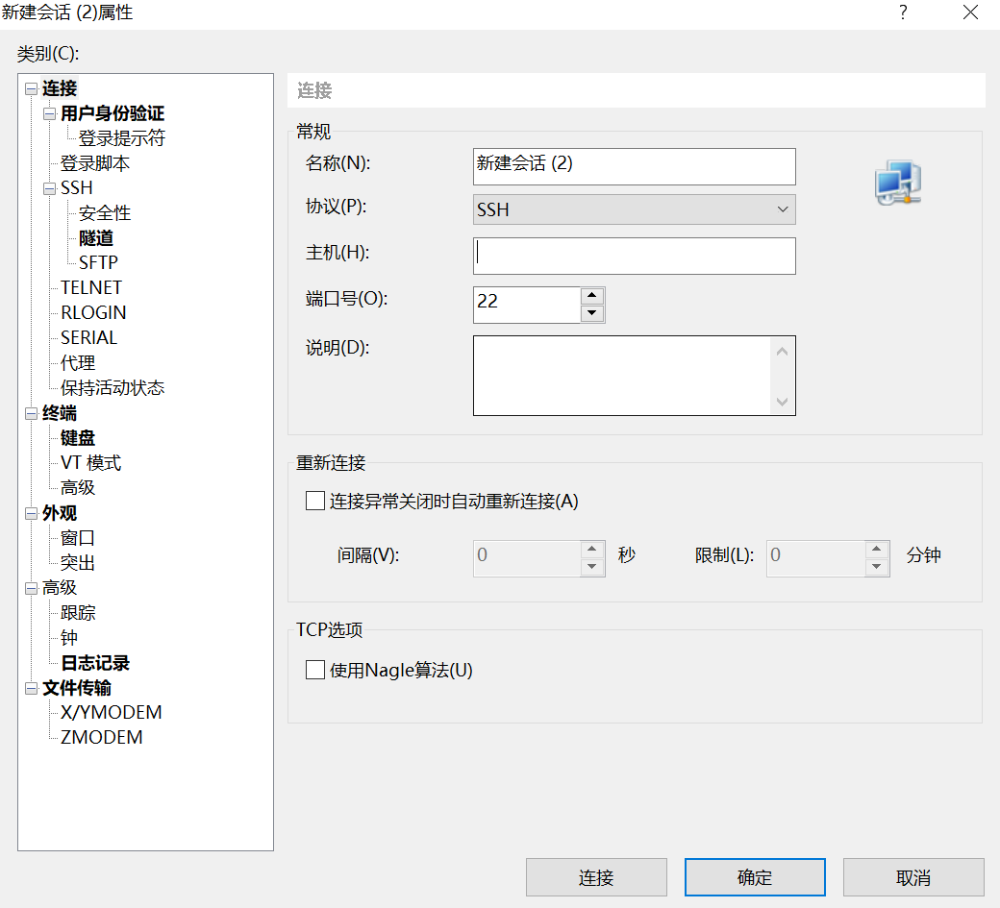 新建会话 (2)属性
?
类别(C):
连接
用户身份验证
登录提示符
登录脚本
SSH
安全性
隧道
SFTP
TELNET
RLOGIN
SERIAL
代理
保持活动状态
终端
键盘
VT 模式
高级
外观
窗口
突出
高级
跟踪
钟
日志记录
文件传输
X/YMODEM
ZMODEM
连接
常规
名称(N): 新建会话 (2)
协议(P): SSH
主机(H):
端口号(O): 22
说明(D):
重新连接
连接异常关闭时自动重新连接(A)
间隔(V): 0 秒 限制(L): 0 分钟
TCP选项
使用Nagle算法(U)
连接 确定 取消